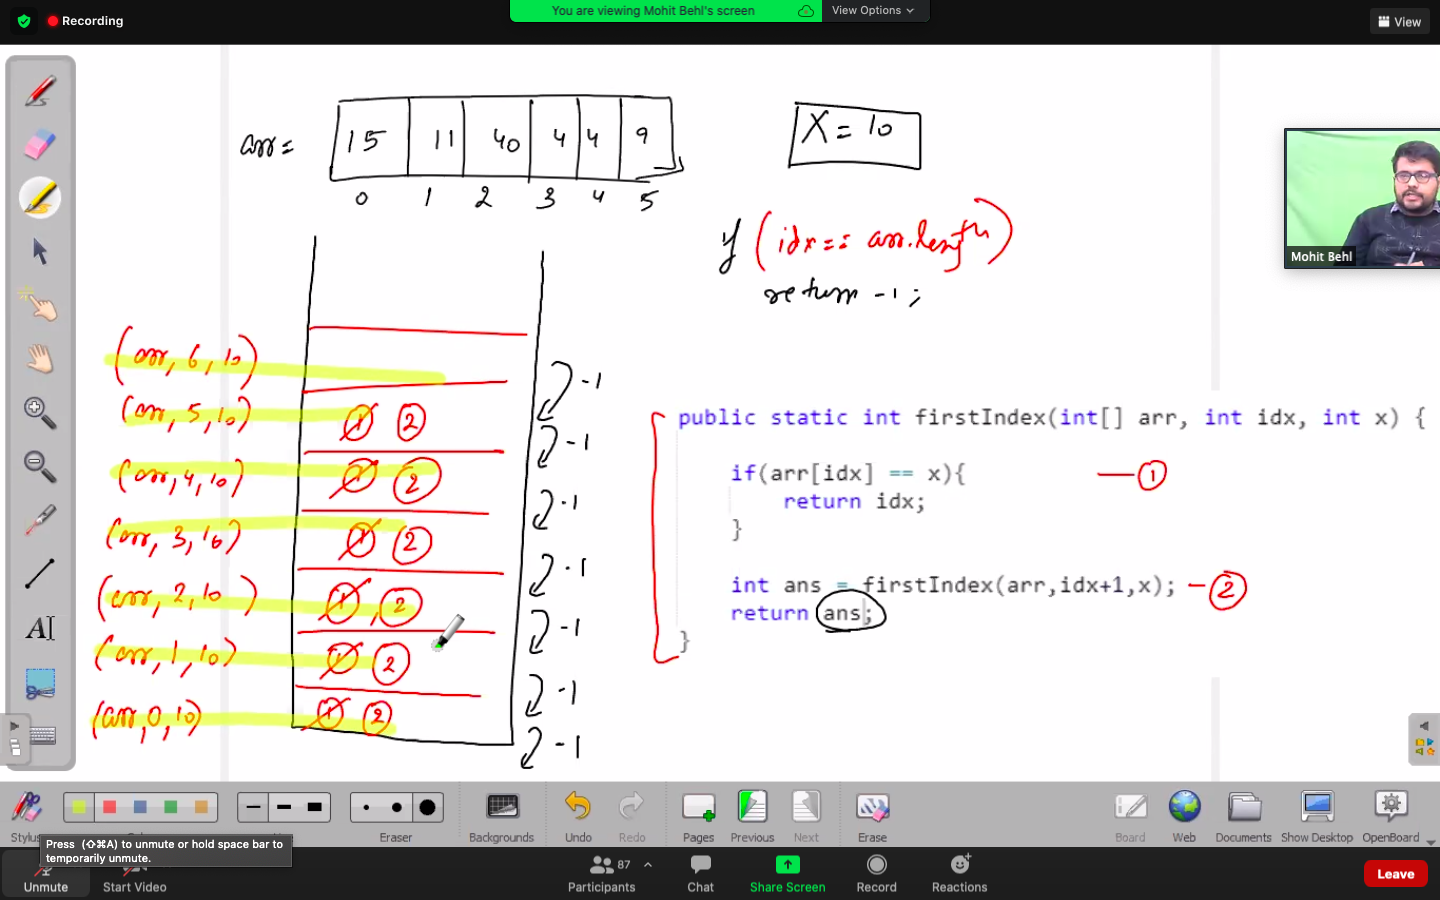 Recording
You are viewing Mohit Behl's screen
View Options
View
arr= 15 11 40 4 4 9
0 1 2 3 4 5
X = 10
Mohit Behl
if (idx == arr.length)
return -1;
(arr, 6, 10)
-1
(arr, 5, 10) 1 2
-1
(arr, 4, 10) 1 2
-1
(arr, 3, 10) 1 2
-1
(arr, 2, 10) 1, 2
-1
(arr, 1, 10) 1 2
-1
(arr, 0, 10) 1 2
-1
public static int firstIndex(int[] arr, int idx, int x) {
if(arr[idx] == x){ —1
return idx;
}
int ans = firstIndex(arr,idx+1,x); -2
return ans;
}
A
Stylus
Eraser
Backgrounds
Undo
Redo
Pages
Previous
Next
Erase
Board
Web
Documents
Show Desktop
OpenBoard
Press (⇧⌘A) to unmute or hold space bar to
temporarily unmute.
Unmute
Start Video
87
Participants
Chat
Share Screen
Record
Reactions
Leave